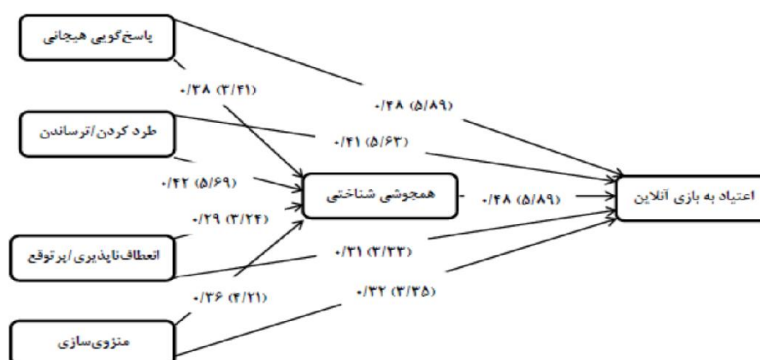 پاسخ‌گویی هیجانی
۰/۳۸ (۳/۴۱)
۰/۴۸ (۵/۸۹)
طرد کردن/ترساندن
۰/۴۱ (۵/۶۳)
۰/۴۲ (۵/۶۹)
همجوشی شناختی
۰/۴۸ (۵/۸۹)
اعتیاد به بازی آنلاین
۰/۲۹ (۳/۲۴)
انعطاف‌ناپذیری/پرتوقع
۰/۳۱ (۳/۳۳)
۰/۳۶ (۴/۲۱)
۰/۳۲ (۳/۳۵)
منزوی‌سازی